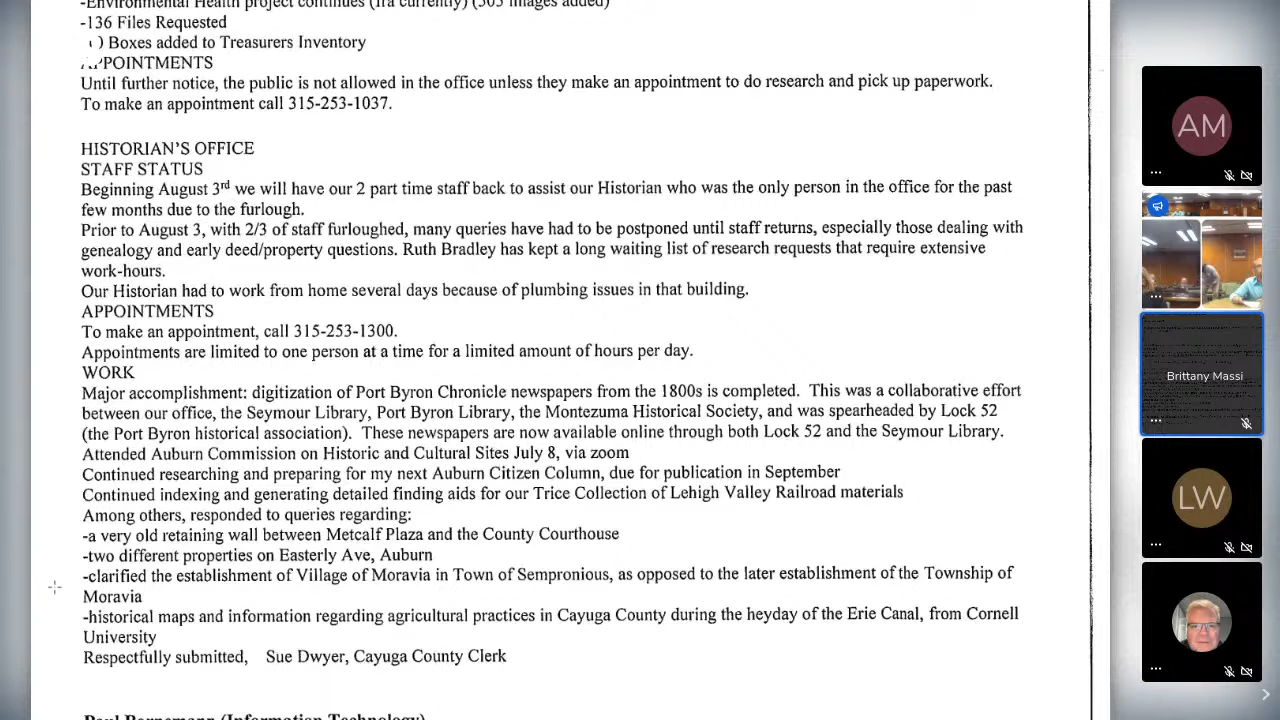 -Environmental Health project continues (Ira currently) (505 images added)
-136 Files Requested
) Boxes added to Treasurers Inventory
APPOINTMENTS
Until further notice, the public is not allowed in the office unless they make an appointment to do research and pick up paperwork.
To make an appointment call 315-253-1037.
HISTORIAN'S OFFICE
STAFF STATUS
Beginning August 3rd we will have our 2 part time staff back to assist our Historian who was the only person in the office for the past
few months due to the furlough.
Prior to August 3, with 2/3 of staff furloughed, many queries have had to be postponed until staff returns, especially those dealing with
genealogy and early deed/property questions. Ruth Bradley has kept a long waiting list of research requests that require extensive
work-hours.
Our Historian had to work from home several days because of plumbing issues in that building.
APPOINTMENTS
To make an appointment, call 315-253-1300.
Appointments are limited to one person at a time for a limited amount of hours per day.
WORK
Major accomplishment: digitization of Port Byron Chronicle newspapers from the 1800s is completed. This was a collaborative effort
between our office, the Seymour Library, Port Byron Library, the Montezuma Historical Society, and was spearheaded by Lock 52
(the Port Byron historical association). These newspapers are now available online through both Lock 52 and the Seymour Library.
Attended Auburn Commission on Historic and Cultural Sites July 8, via zoom
Continued researching and preparing for my next Auburn Citizen Column, due for publication in September
Continued indexing and generating detailed finding aids for our Trice Collection of Lehigh Valley Railroad materials
Among others, responded to queries regarding:
-a very old retaining wall between Metcalf Plaza and the County Courthouse
-two different properties on Easterly Ave, Auburn
-clarified the establishment of Village of Moravia in Town of Sempronious, as opposed to the later establishment of the Township of
Moravia
-historical maps and information regarding agricultural practices in Cayuga County during the heyday of the Erie Canal, from Cornell
University
Respectfully submitted, Sue Dwyer, Cayuga County Clerk
(Information Technology)
AM
Brittany Massi
LW